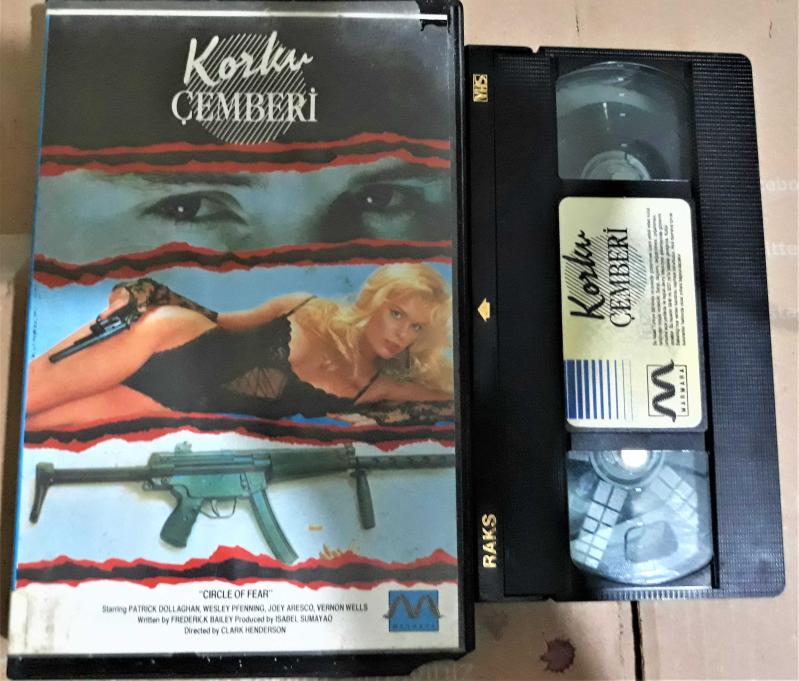 Korku
ÇEMBERİ
"CIRCLE OF FEAR"
Starring PATRICK DOLLAGHAN, WESLEY PFENNING, JOEY ARESCO, VERNON WELLS
Written by FREDERICK BAILEY Produced by ISABEL SUMAYAO
Directed by CLARK HENDERSON
MARMARA
VHS
RAKS
Korku
ÇEMBERİ
MARMARA